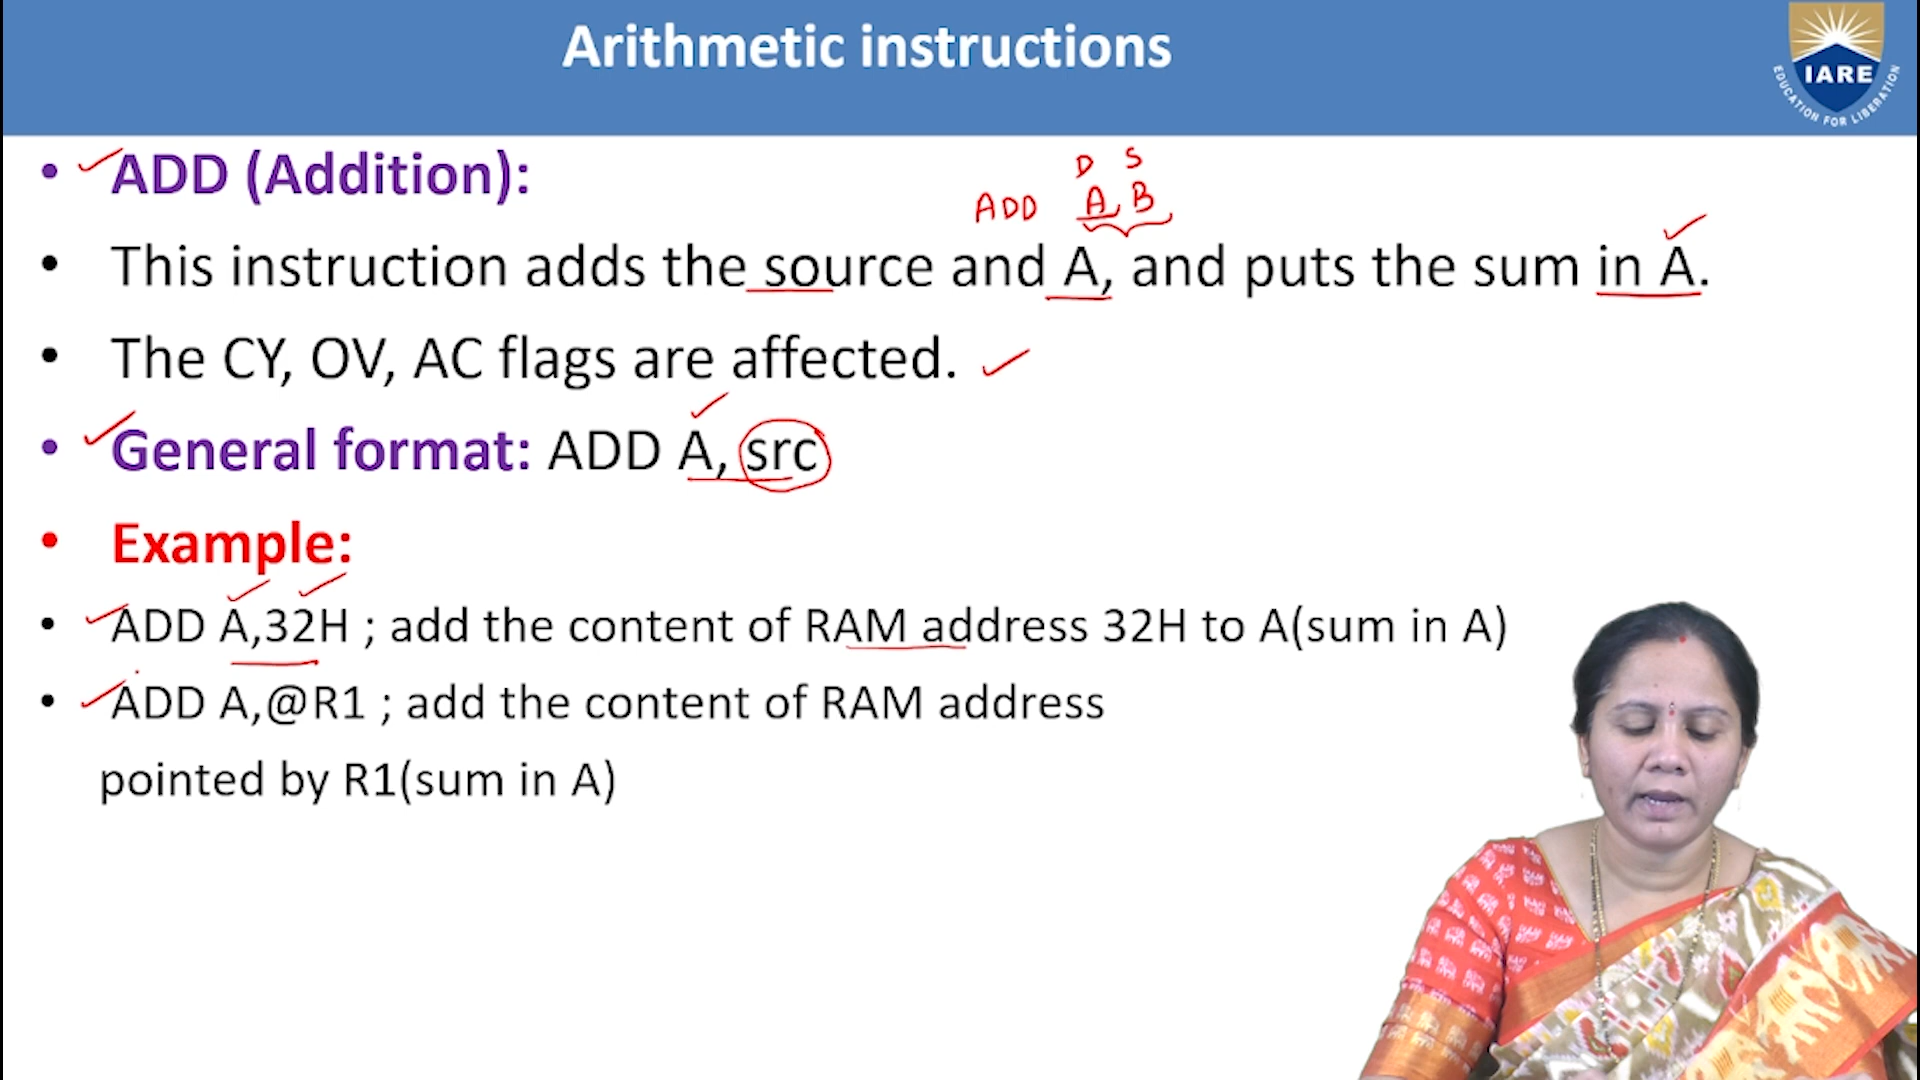 Arithmetic instructions
IARE
EDUCATION FOR LIBERATION
• ADD (Addition):
D S
ADD A, B
• This instruction adds the source and A, and puts the sum in A.
• The CY, OV, AC flags are affected.
• General format: ADD A, src
• Example:
• ADD A,32H ; add the content of RAM address 32H to A(sum in A)
• ADD A,@R1 ; add the content of RAM address
pointed by R1(sum in A)